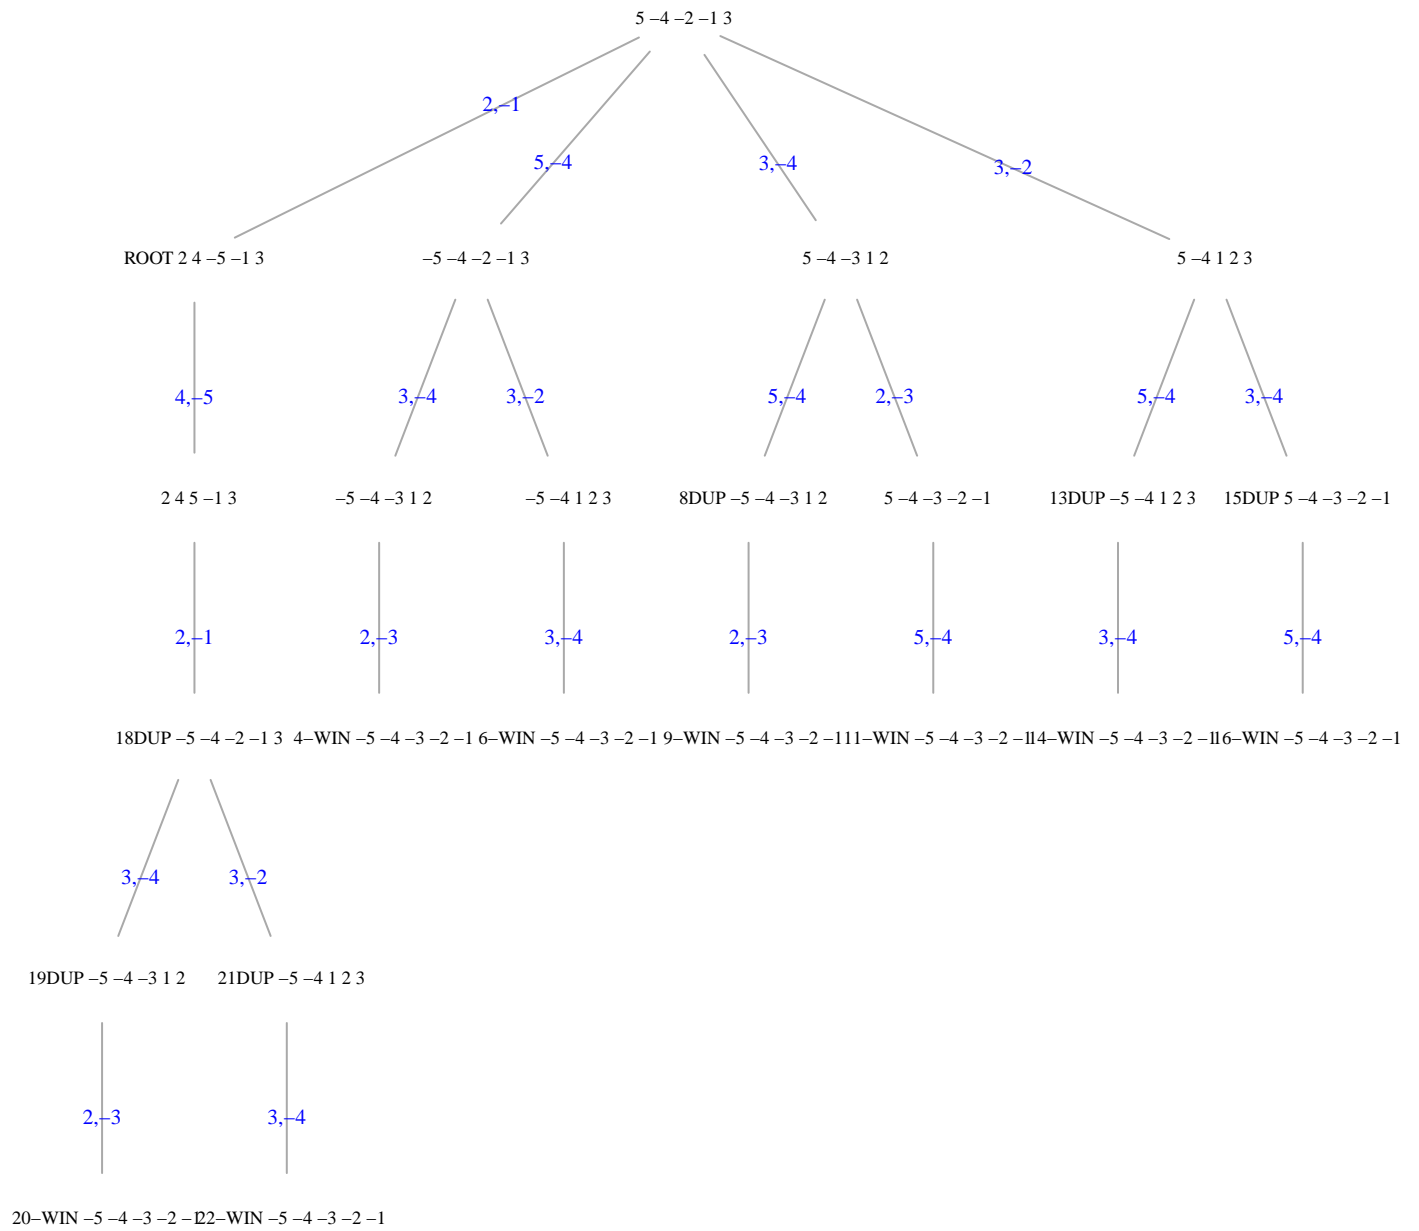 5 –4 –2 –1 3
2,–1
5,–4
3,–4
3,–2
ROOT 2 4 –5 –1 3
–5 –4 –2 –1 3
5 –4 –3 1 2
5 –4 1 2 3
4,–5
3,–4
3,–2
5,–4
2,–3
5,–4
3,–4
2 4 5 –1 3
–5 –4 –3 1 2
–5 –4 1 2 3
8DUP –5 –4 –3 1 2
5 –4 –3 –2 –1
13DUP –5 –4 1 2 3
15DUP 5 –4 –3 –2 –1
2,–1
2,–3
3,–4
2,–3
5,–4
3,–4
5,–4
18DUP –5 –4 –2 –1 3
4–WIN –5 –4 –3 –2 –1
6–WIN –5 –4 –3 –2 –1
9–WIN –5 –4 –3 –2 –1
11–WIN –5 –4 –3 –2 –1
14–WIN –5 –4 –3 –2 –1
16–WIN –5 –4 –3 –2 –1
3,–4
3,–2
19DUP –5 –4 –3 1 2
21DUP –5 –4 1 2 3
2,–3
3,–4
20–WIN –5 –4 –3 –2 –1
22–WIN –5 –4 –3 –2 –1